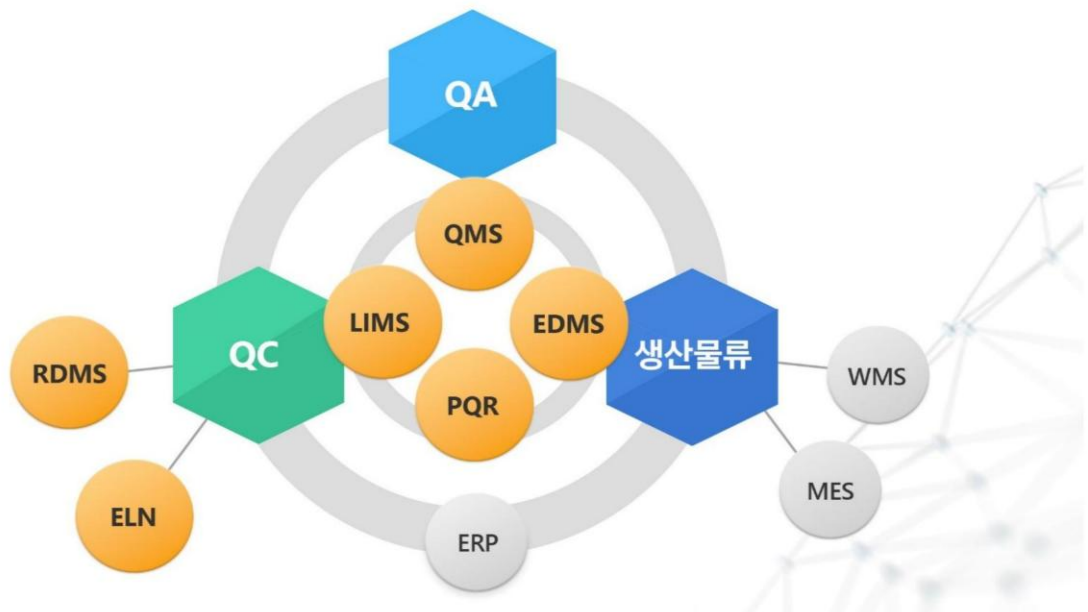 QA
QMS
LIMS
EDMS
QC
생산물류
RDMS
WMS
PQR
MES
ELN
ERP